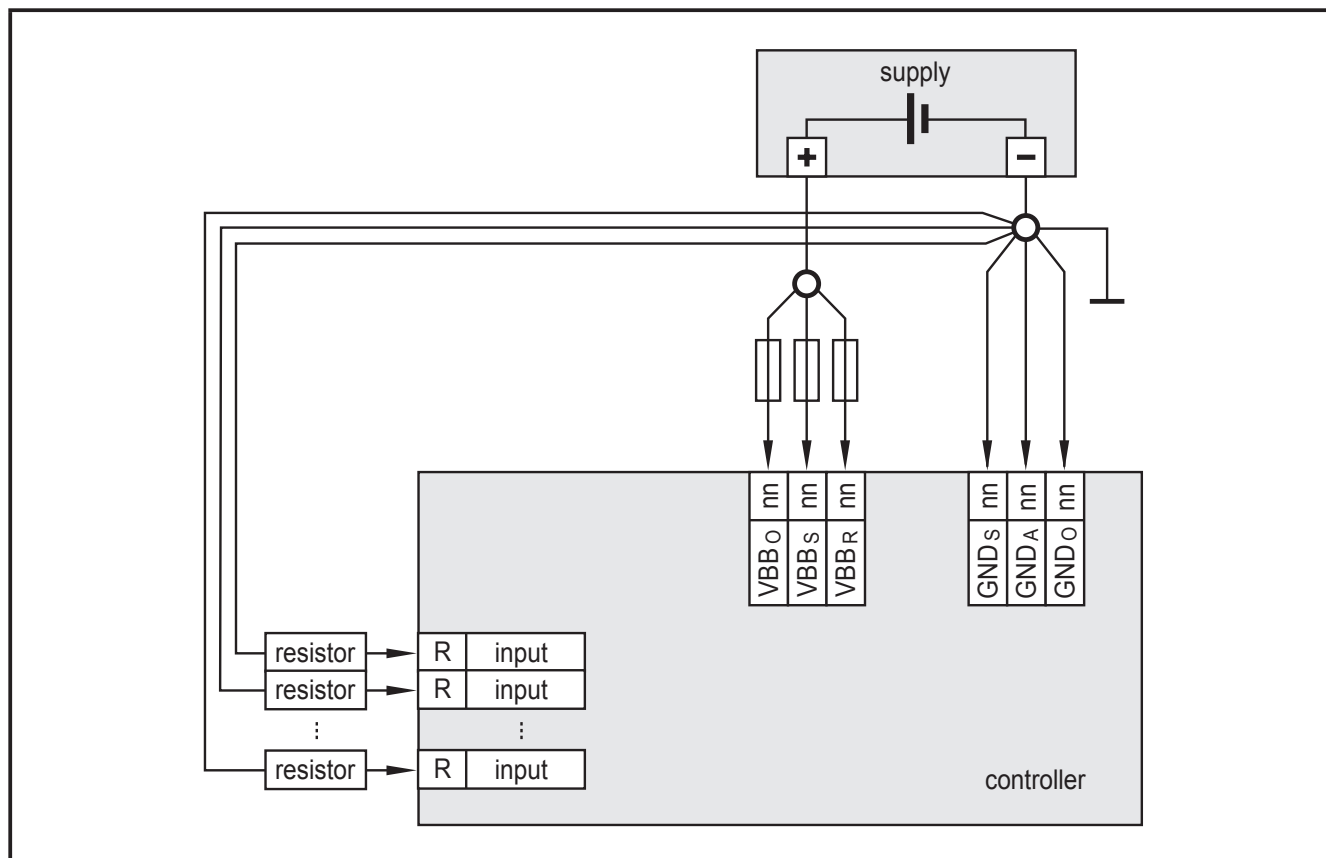 supply
+ −
nn nn nn nn nn nn
VBBO VBBS VBBR GNDS GNDA GNDO
resistor R input
resistor R input
resistor R input
controller